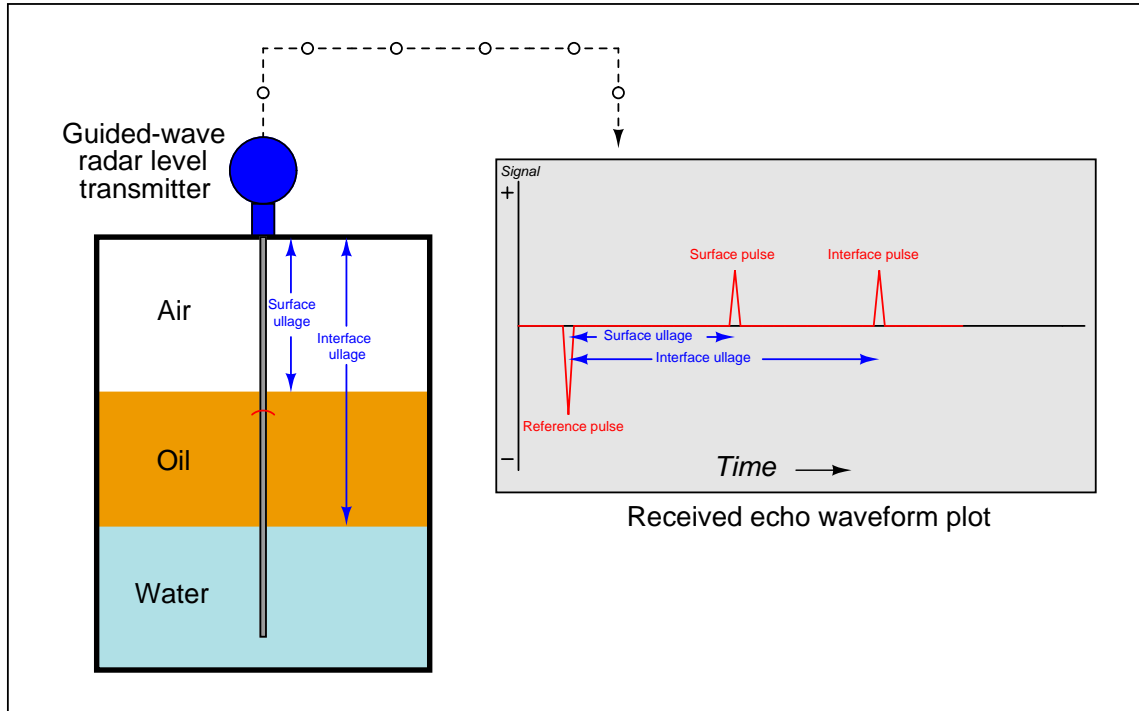 Guided-wave
radar level
transmitter
Air
Surface
ullage
Interface
ullage
Oil
Water
Signal
+
Surface pulse
Interface pulse
Surface ullage
Interface ullage
Reference pulse
−
Time
Received echo waveform plot